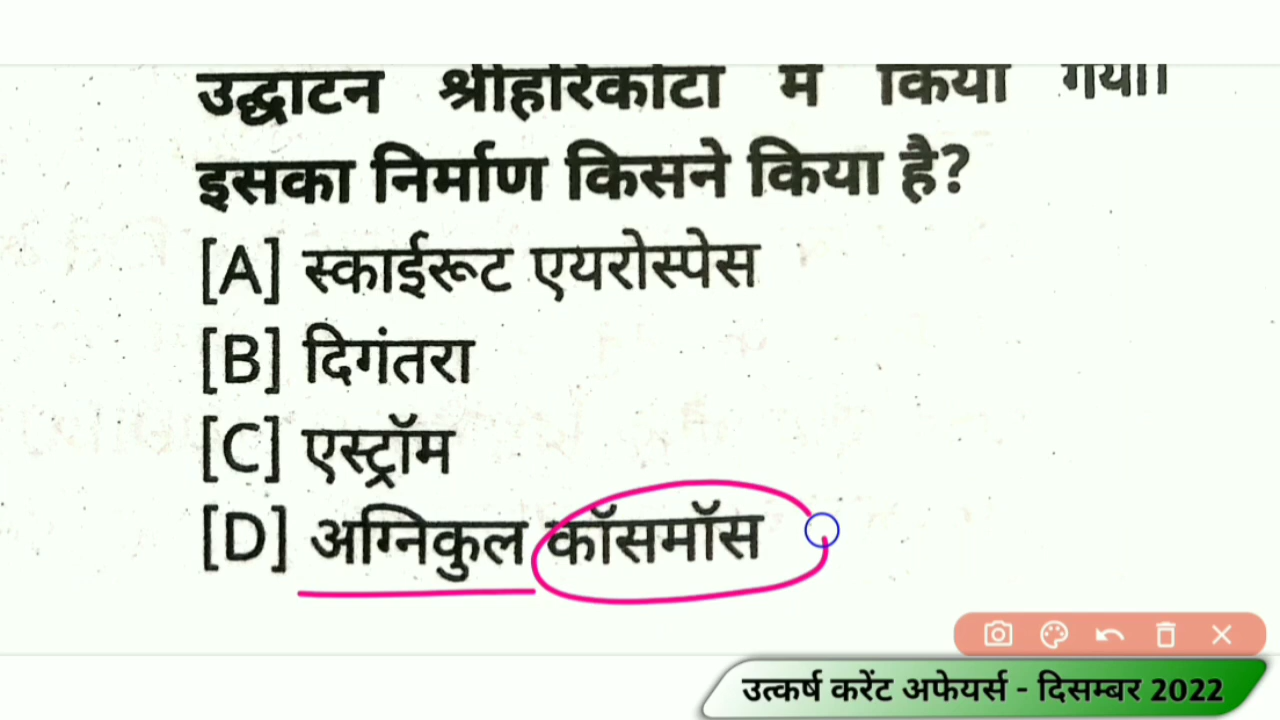 उद्घाटन श्रीहरिकोटा में किया गया।
इसका निर्माण किसने किया है?
[A] स्काईरूट एयरोस्पेस
[B] दिगंतरा
[C] एस्ट्रॉम
[D] अग्निकुल कॉसमॉस
उत्कर्ष करेंट अफेयर्स - दिसम्बर 2022